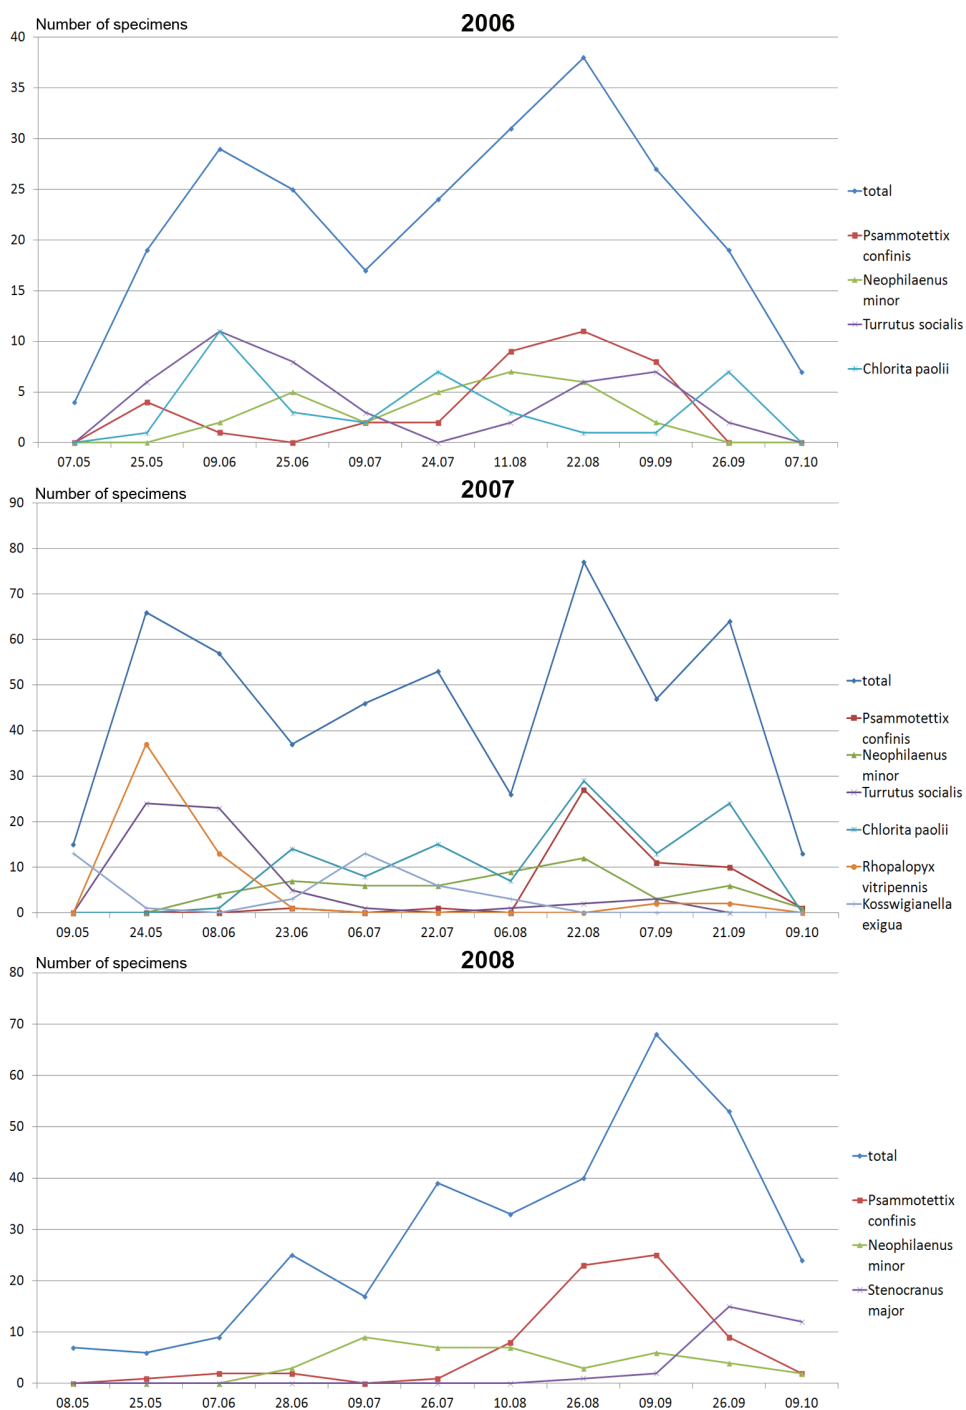 Number of specimens
2006
40
35
30
25
20
15
10
5
0
07.05 25.05 09.06 25.06 09.07 24.07 11.08 22.08 09.09 26.09 07.10
total
Psammotettix
confinis
Neophilaenus
minor
Turrutus socialis
Chlorita paolii
Number of specimens
2007
90
80
70
60
50
40
30
20
10
0
09.05 24.05 08.06 23.06 06.07 22.07 06.08 22.08 07.09 21.09 09.10
total
Psammotettix
confinis
Neophilaenus
minor
Turrutus socialis
Chlorita paolii
Rhopalopyx
vitripennis
Kosswigianella
exigua
Number of specimens
2008
80
70
60
50
40
30
20
10
0
08.05 25.05 07.06 28.06 09.07 26.07 10.08 26.08 09.09 26.09 09.10
total
Psammotettix
confinis
Neophilaenus
minor
Stenocranus
major